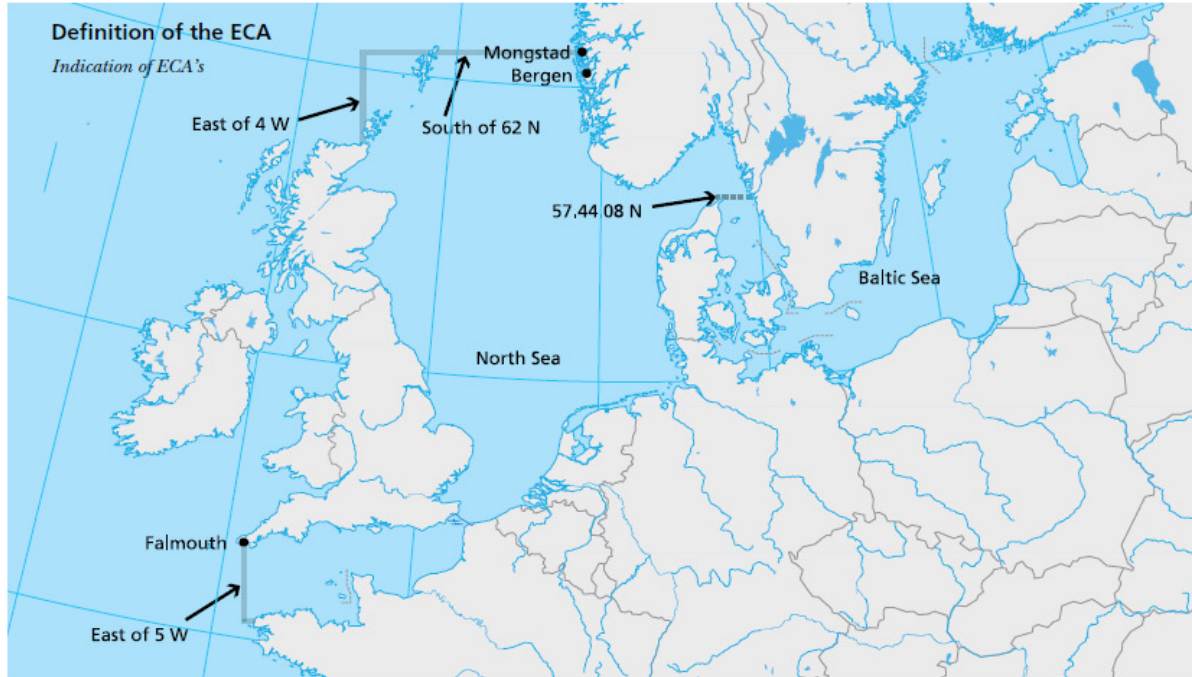 Definition of the ECA
Indication of ECA's
Mongstad
Bergen
East of 4 W
South of 62 N
57,44 08 N
Baltic Sea
North Sea
Falmouth
East of 5 W